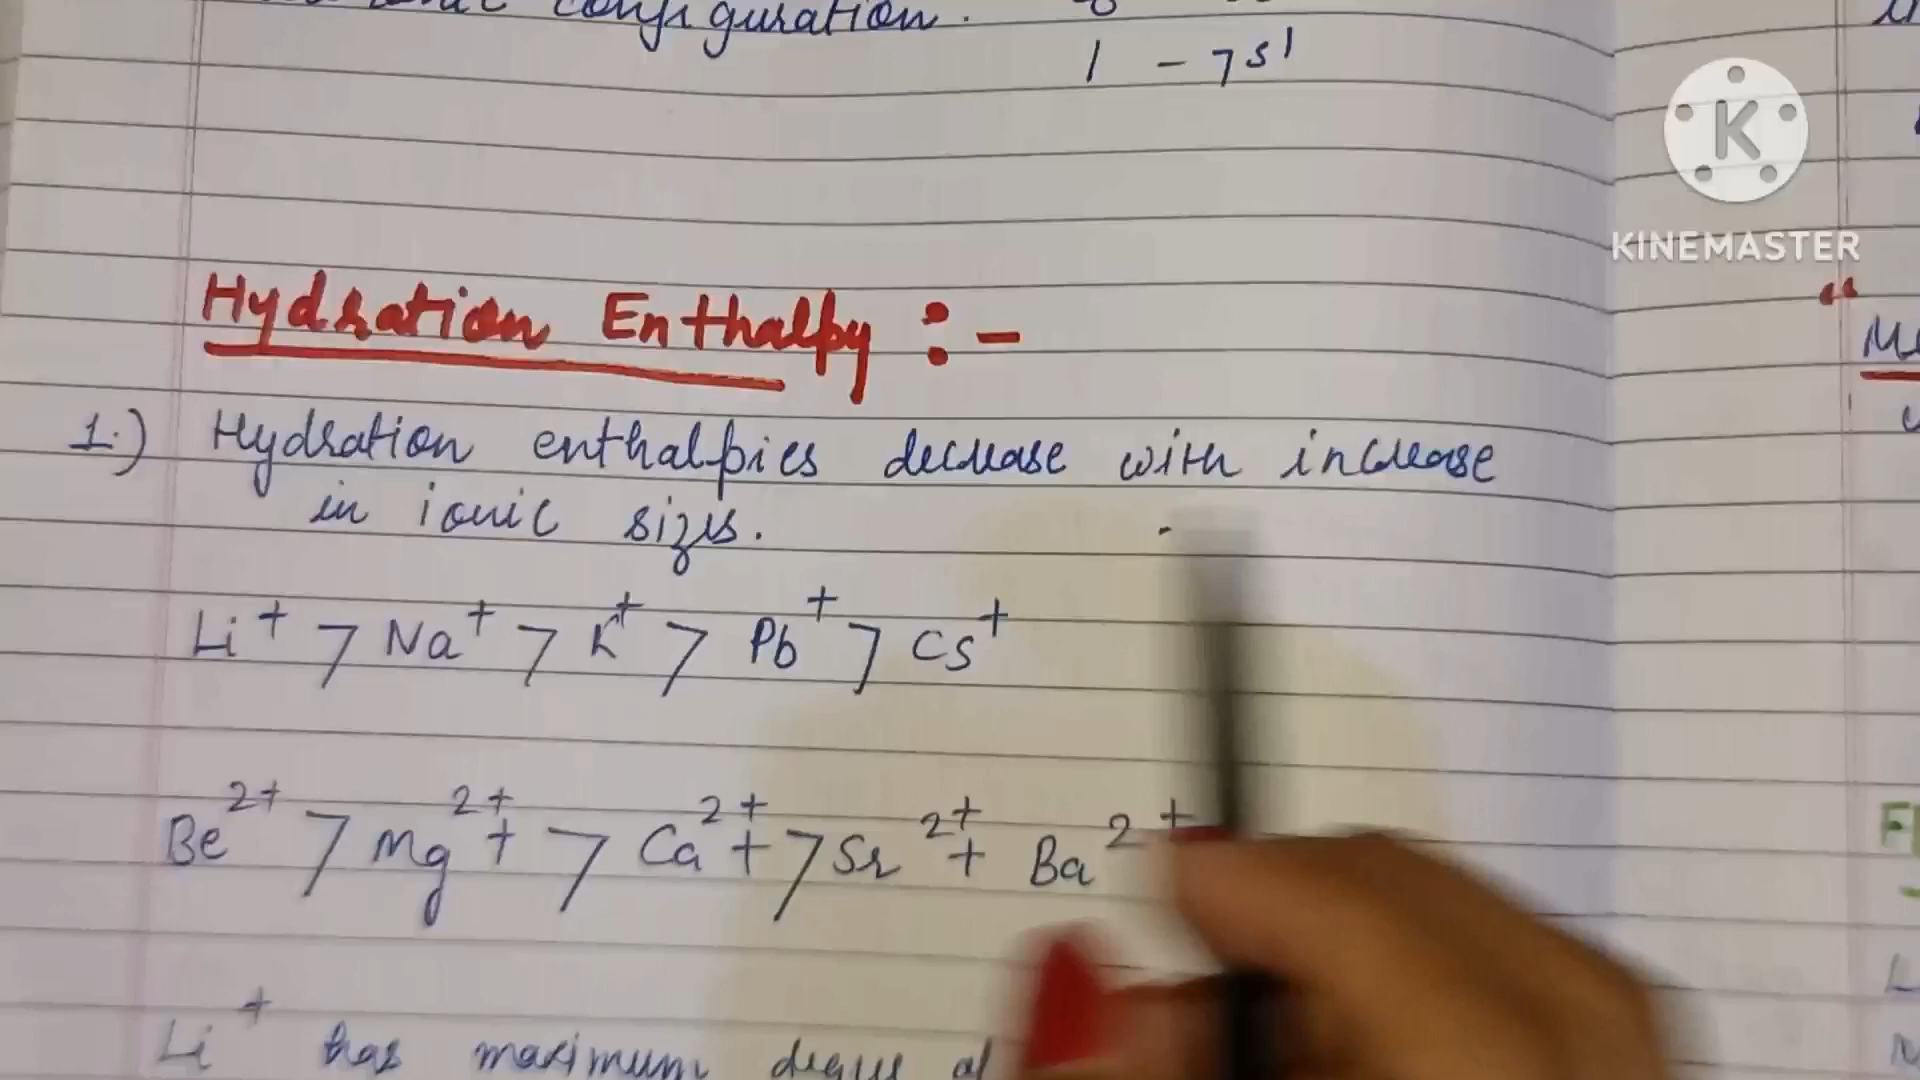 configuration.
1 - 7s1
KINEMASTER
Hydration Enthalpy :-
1.) Hydration enthalpies decrease with increase
in ionic sizes.
Li+ > Na+ > K+ > Pb+ > Cs+
Be2+ > Mg2++ > Ca2++ > Sr2++ Ba2+
Li+ has maximum degree of